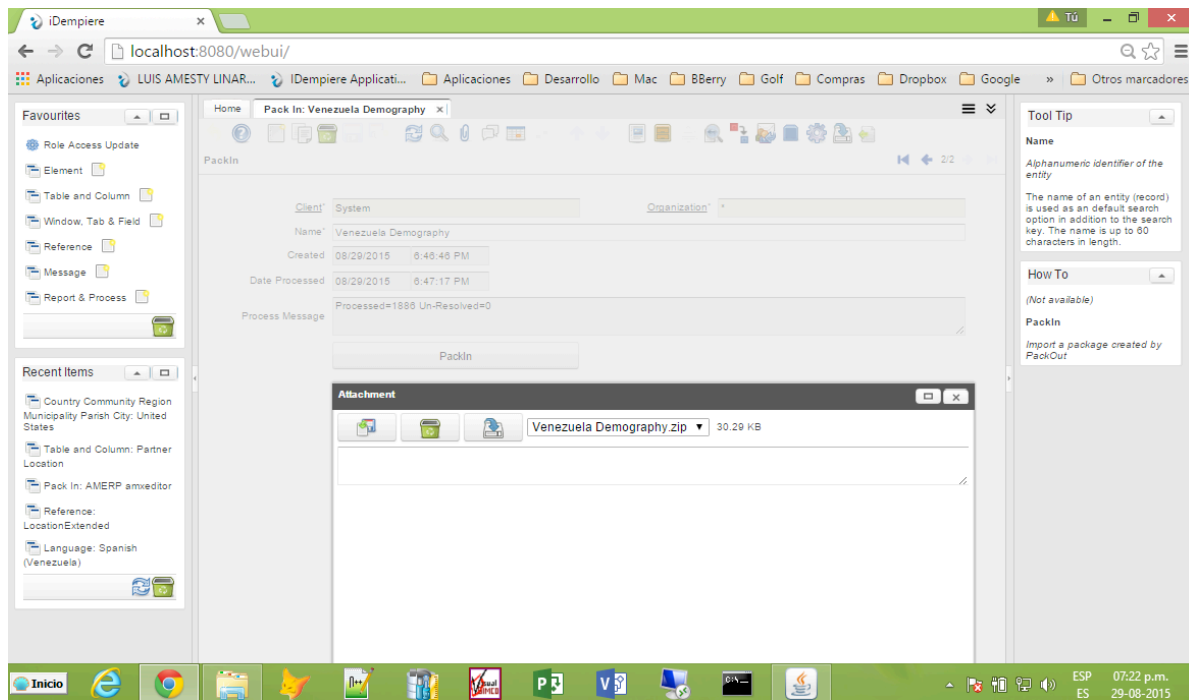 iDempiere
Tú
localhost:8080/webui/
Aplicaciones LUIS AMESTY LINAR... IDempiere Applicati... Aplicaciones Desarrollo Mac BBerry Golf Compras Dropbox Google » Otros marcadores
Favourites
Role Access Update
Element
Table and Column
Window, Tab & Field
Reference
Message
Report & Process
Recent Items
Country Community Region
Municipality Parish City: United
States
Table and Column: Partner
Location
Pack In: AMERP amxeditor
Reference:
LocationExtended
Language: Spanish
(Venezuela)
Home Pack In: Venezuela Demography
PackIn 2/2
Client* System Organization* *
Name* Venezuela Demography
Created 08/29/2015 6:46:46 PM
Date Processed 08/29/2015 6:47:17 PM
Process Message Processed=1886 Un-Resolved=0
PackIn
Attachment
Venezuela Demography.zip 30.29 KB
Tool Tip
Name
Alphanumeric identifier of the
entity
The name of an entity (record)
is used as an default search
option in addition to the search
key. The name is up to 60
characters in length.
How To
(Not available)
PackIn
Import a package created by
PackOut
Inicio
ESP 07:22 p.m.
ES 29-08-2015